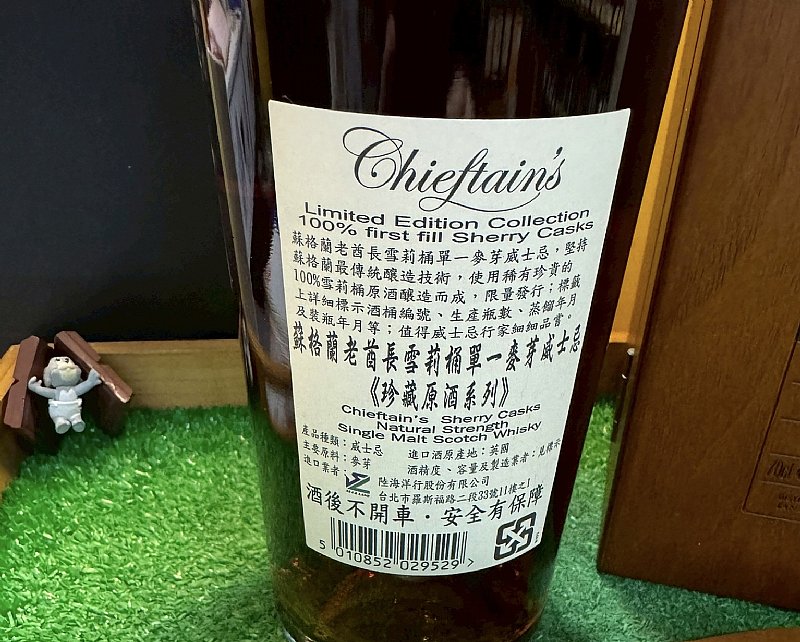 Chieftain's
Limited Edition Collection
100% first fill Sherry Casks
蘇格蘭老酋長雪莉桶單一麥芽威士忌，堅持
蘇格蘭最傳統釀造技術，使用稀有珍貴的
100%雪莉桶原酒釀造而成，限量發行；標籤
上詳細標示酒桶編號、生產瓶數、蒸餾年月
及裝瓶年月等；值得威士忌行家細細品嘗。
蘇格蘭老酋長雪莉桶單一麥芽威士忌
《珍藏原酒系列》
Chieftain's Sherry Casks
Natural Strength
Single Malt Scotch Whisky
產品種類：威士忌 進口酒原產地：英國
主要原料：麥芽 酒精度、容量及製造業者：見標示
進口業者： 陸海洋行股份有限公司
台北市羅斯福路二段33號11樓之1
酒後不開車．安全有保障
5 010852 029529 >